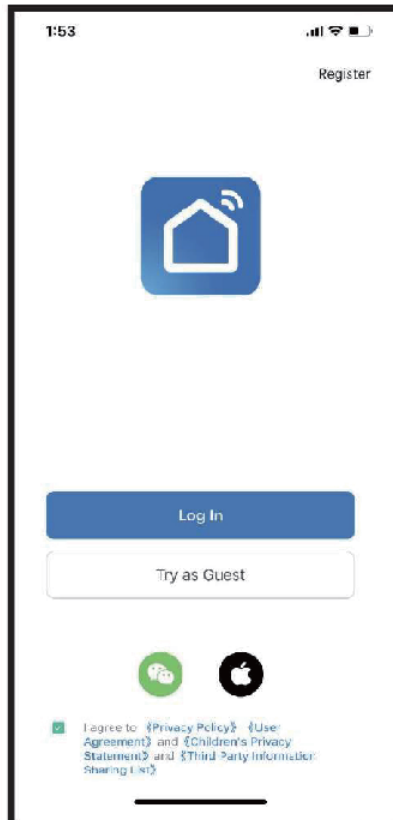 1:53
Register
Log In
Try as Guest
I agree to 《Privacy Policy》 《User
Agreement》 and 《Children's Privacy
Statement》 and 《Third Party Information
Sharing List》